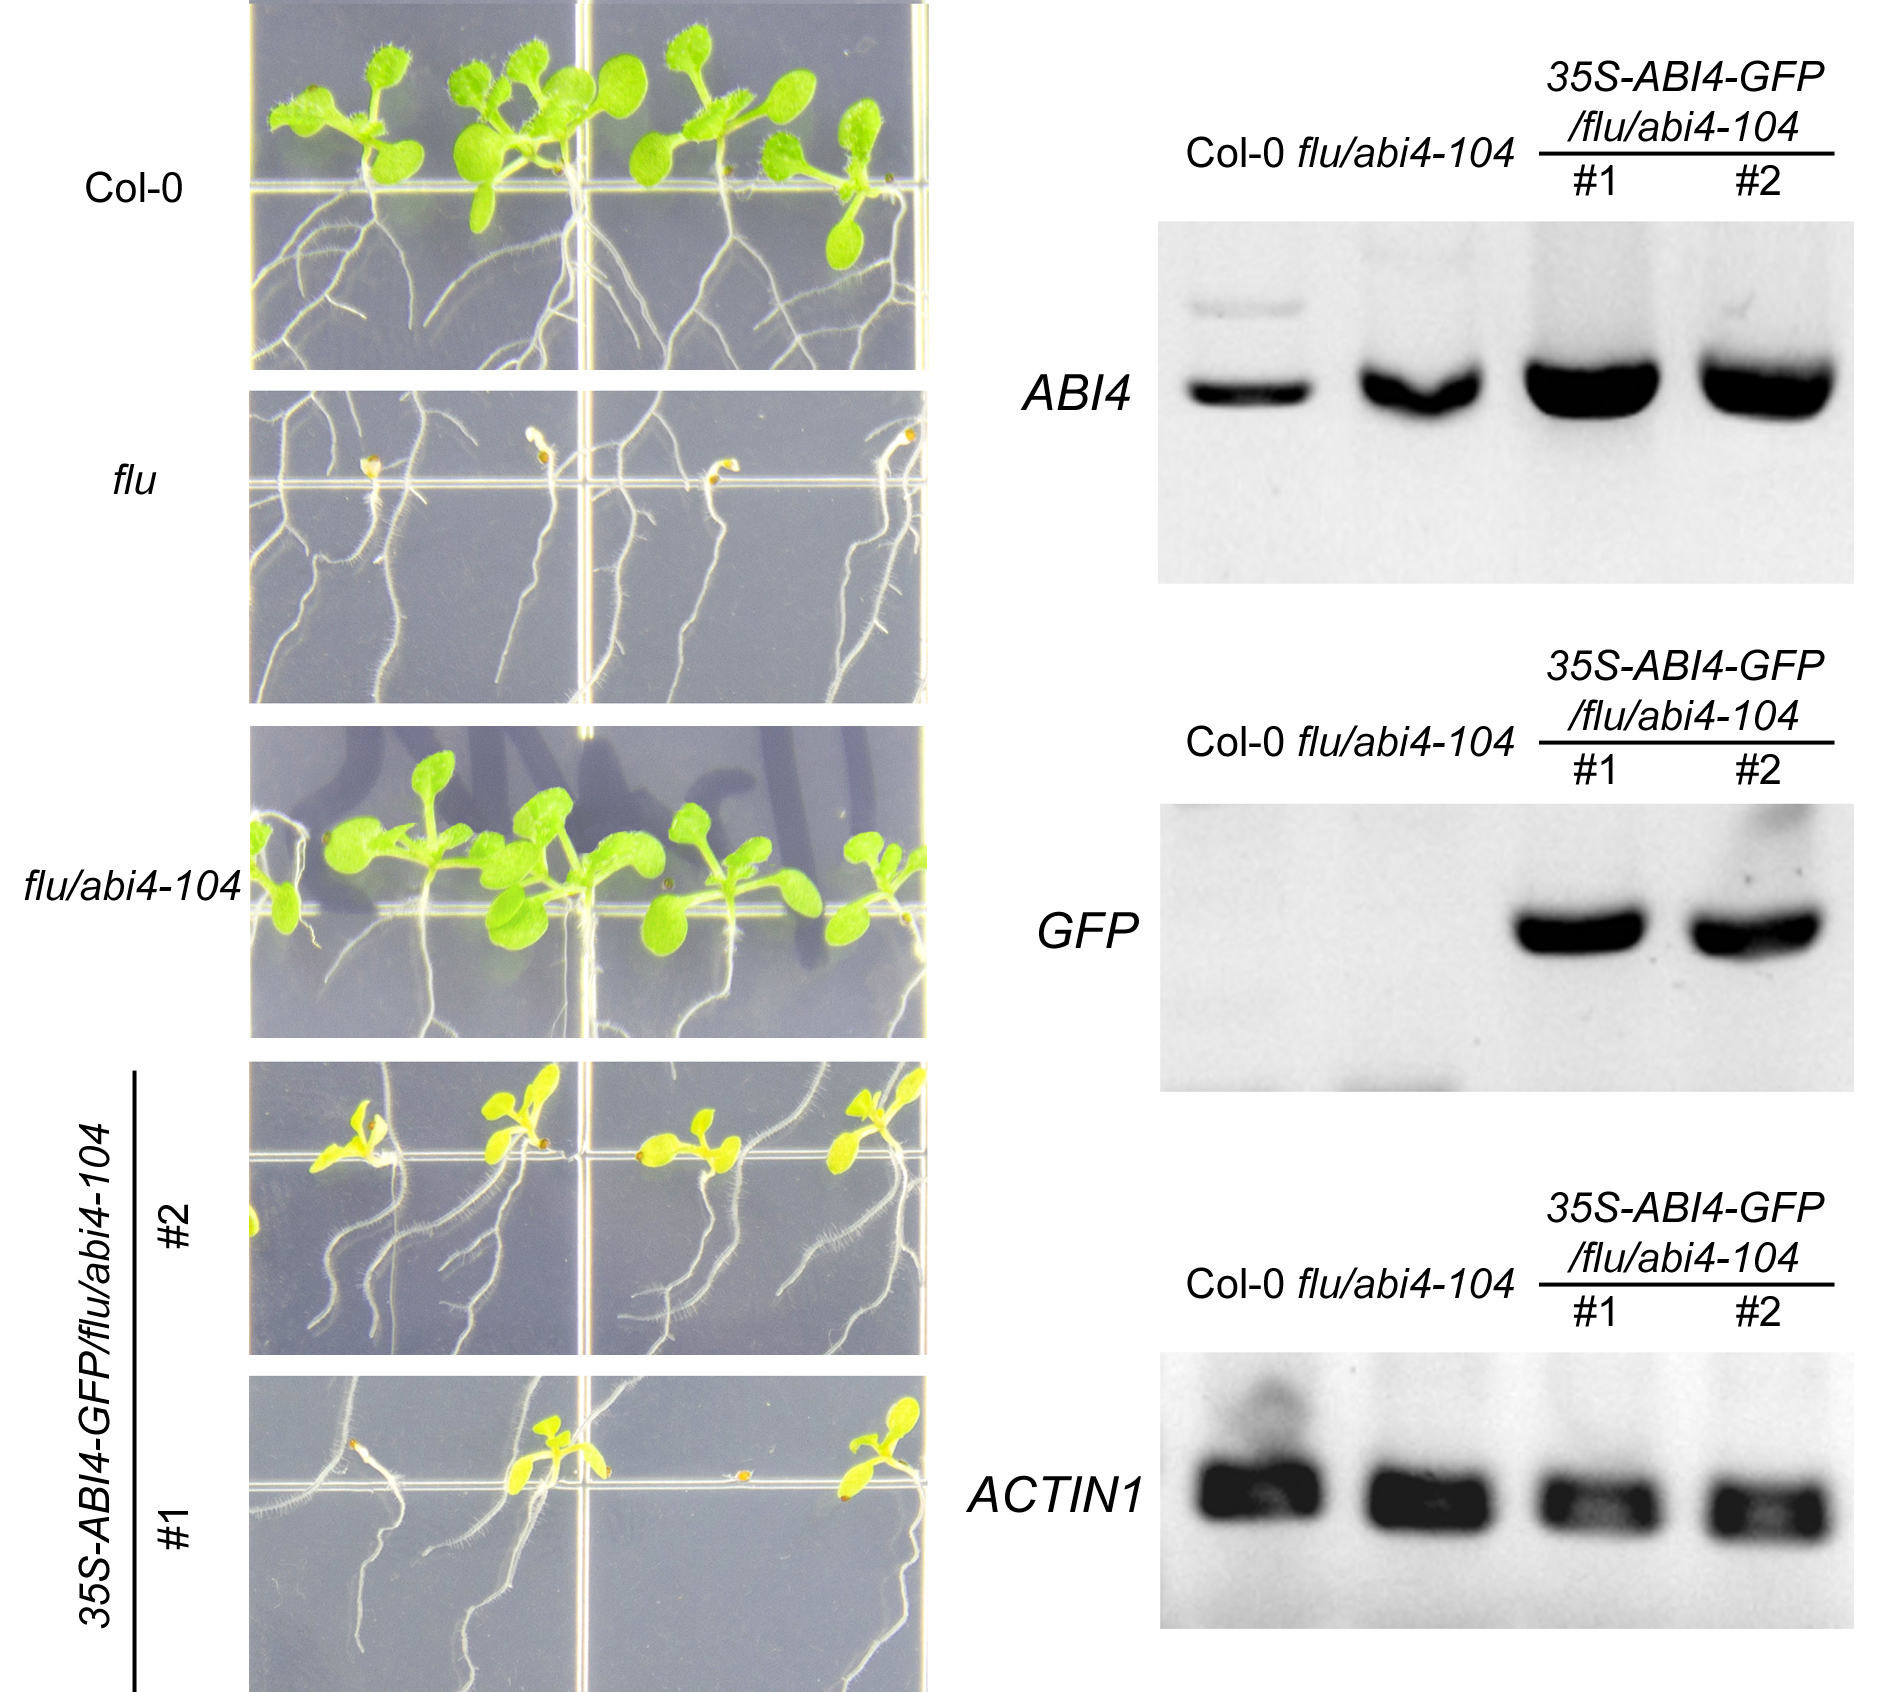 Col-0
flu
flu/abi4-104
35S-ABI4-GFP/flu/abi4-104
#2
#1
35S-ABI4-GFP
/flu/abi4-104
Col-0 flu/abi4-104
#1 #2
ABI4
35S-ABI4-GFP
/flu/abi4-104
Col-0 flu/abi4-104
#1 #2
GFP
35S-ABI4-GFP
/flu/abi4-104
Col-0 flu/abi4-104
#1 #2
ACTIN1